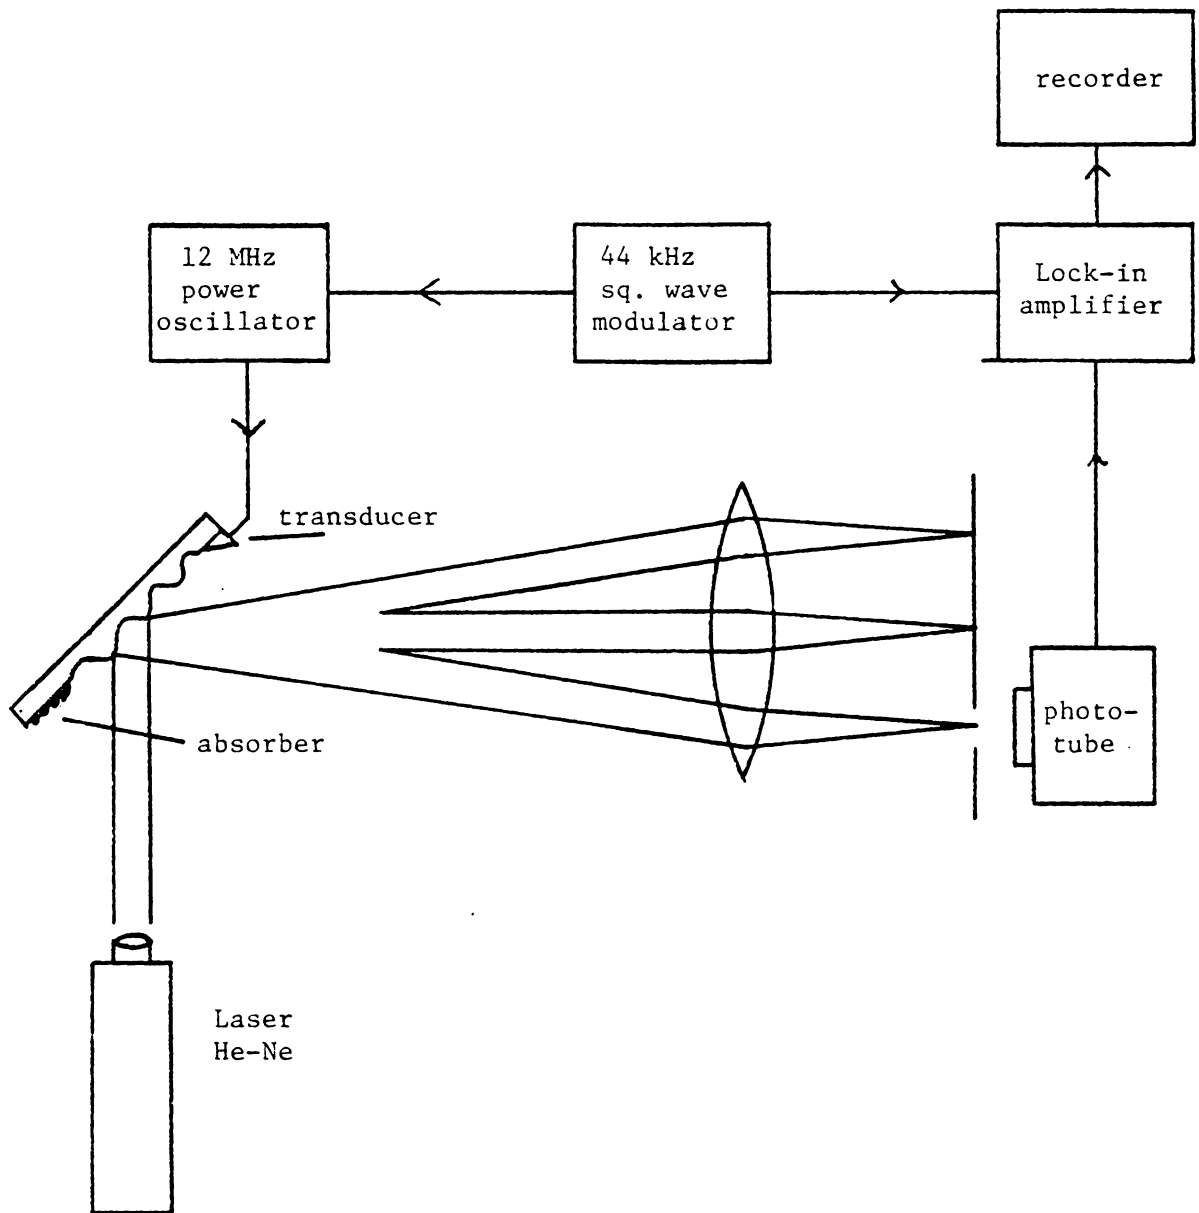 recorder
12 MHz
power
oscillator
44 kHz
sq. wave
modulator
Lock-in
amplifier
transducer
absorber
photo-
tube
Laser
He-Ne